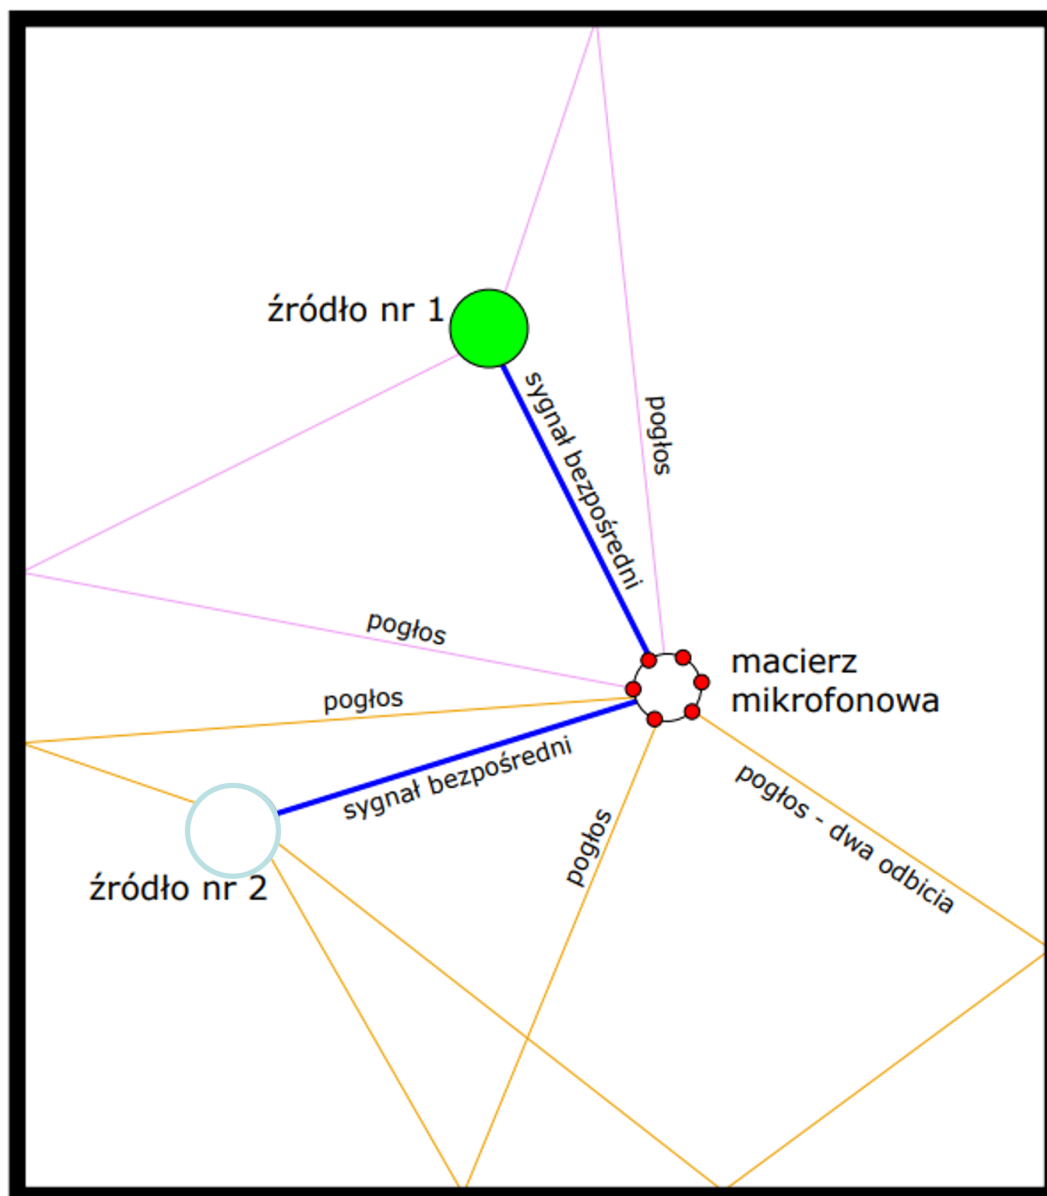 źródło nr 1
sygnał bezpośredni
pogłos
pogłos
macierz
mikrofonowa
pogłos
sygnał bezpośredni
pogłos - dwa odbicia
pogłos
źródło nr 2